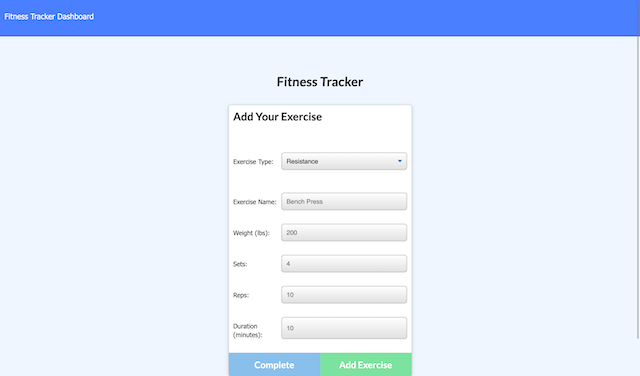 Fitness Tracker Dashboard
Fitness Tracker
Add Your Exercise
Exercise Type: Resistance
Exercise Name: Bench Press
Weight (lbs): 200
Sets: 4
Reps: 10
Duration
(minutes): 10
Complete Add Exercise